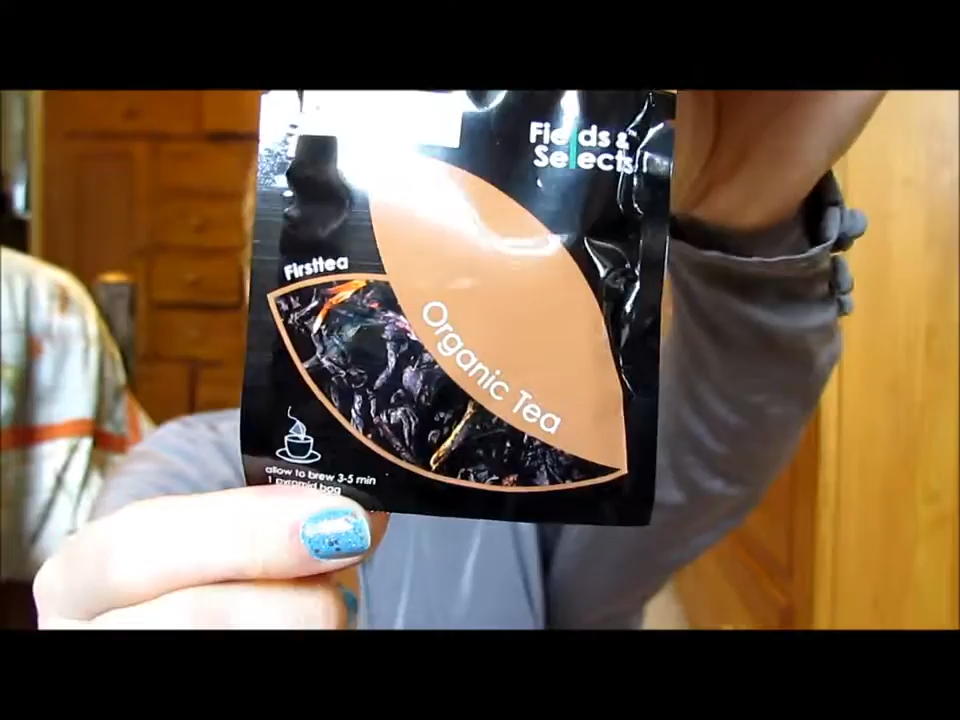 Fields &
Selects
Firsttea
Organic Tea
allow to brew 3-5 min
1 pyramid bag